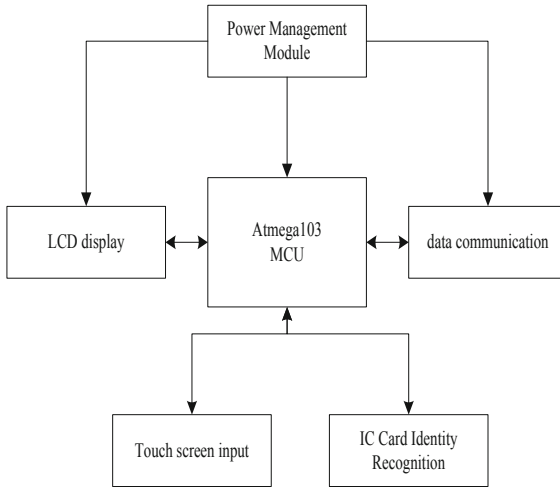 Power Management
Module
LCD display
Atmega103
MCU
data communication
Touch screen input
IC Card Identity
Recognition